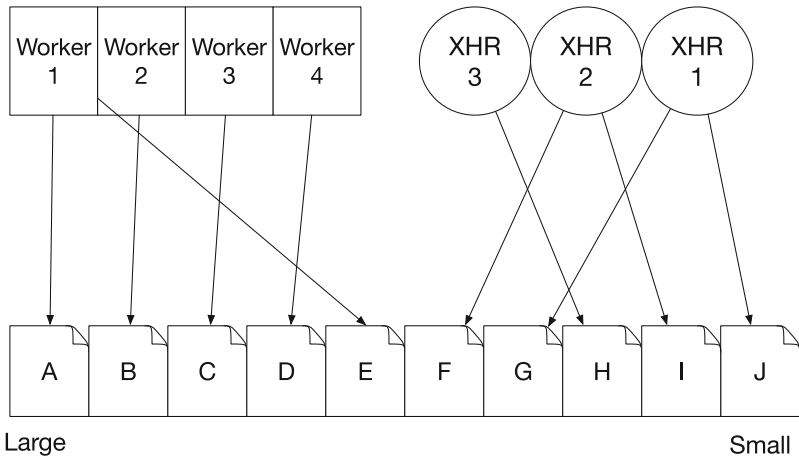 Worker 1
Worker 2
Worker 3
Worker 4
XHR 3
XHR 2
XHR 1
A B C D E F G H I J
Large
Small